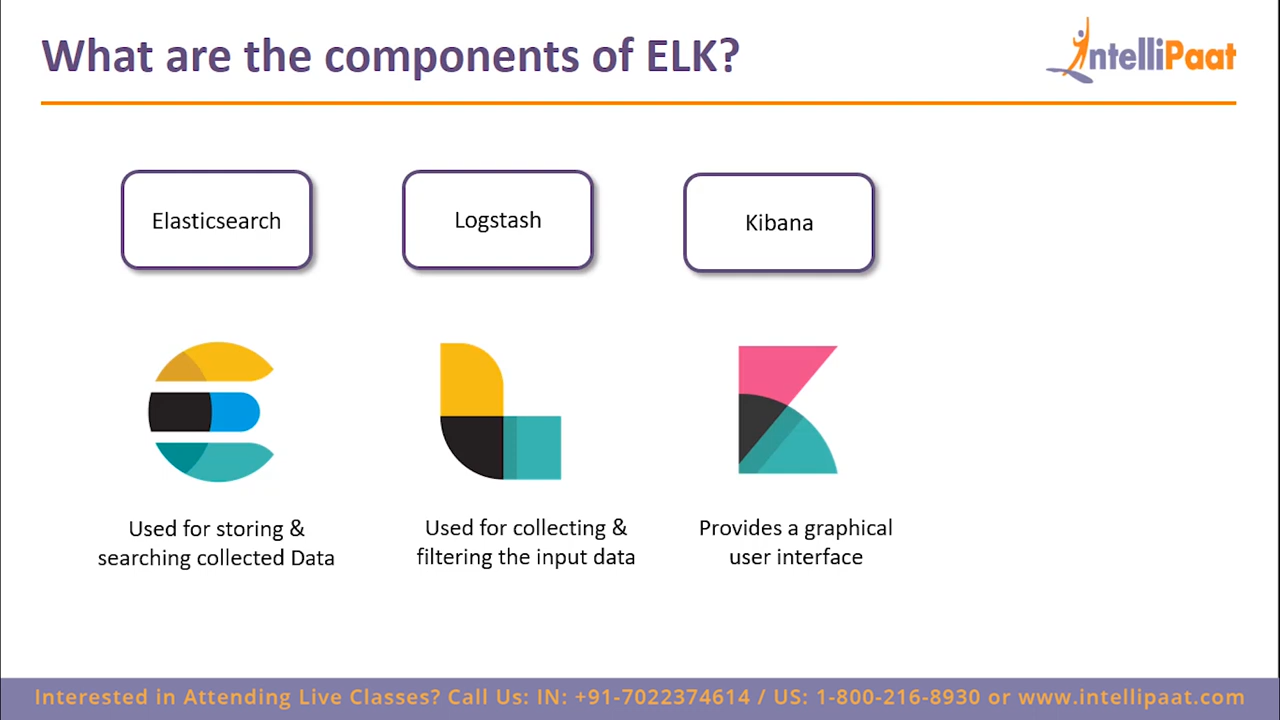 What are the components of ELK?
IntelliPaat
Elasticsearch
Logstash
Kibana
Used for storing &
searching collected Data
Used for collecting &
filtering the input data
Provides a graphical
user interface
Interested in Attending Live Classes? Call Us: IN: +91-7022374614 / US: 1-800-216-8930 or www.intellipaat.com